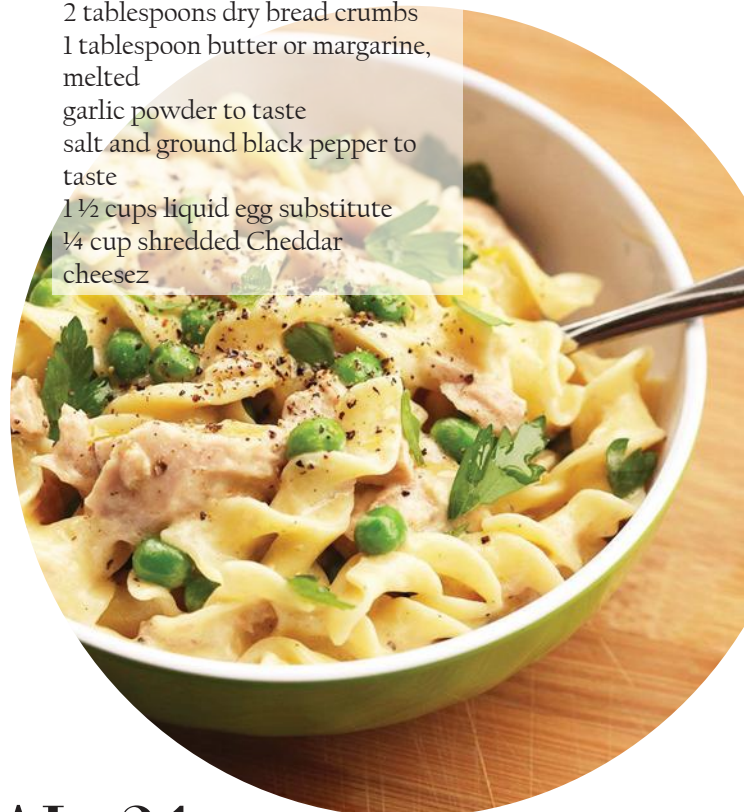 2 tablespoons dry bread crumbs
1 tablespoon butter or margarine,
melted
garlic powder to taste
salt and ground black pepper to
taste
1 ½ cups liquid egg substitute
¼ cup shredded Cheddar
cheesez